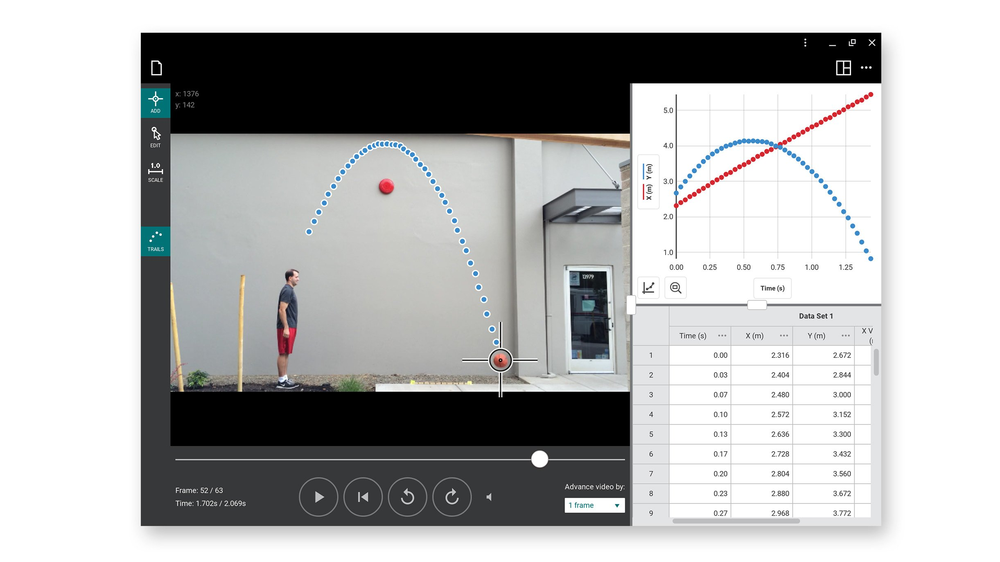 x: 1376
y: 142
ADD
EDIT
1.0
SCALE
TRAILS
13979
Frame: 52 / 63
Time: 1.702s / 2.069s
Advance video by:
1 frame
5.0
4.0
3.0
2.0
1.0
X (m) Y (m)
0.00 0.25 0.50 0.75 1.00 1.25
Time (s)
Data Set 1
Time (s) ••• X (m) ••• Y (m) ••• X V
1 0.00 2.316 2.672
2 0.03 2.404 2.844
3 0.07 2.480 3.000
4 0.10 2.572 3.152
5 0.13 2.636 3.300
6 0.17 2.728 3.432
7 0.20 2.804 3.560
8 0.23 2.880 3.672
9 0.27 2.968 3.772